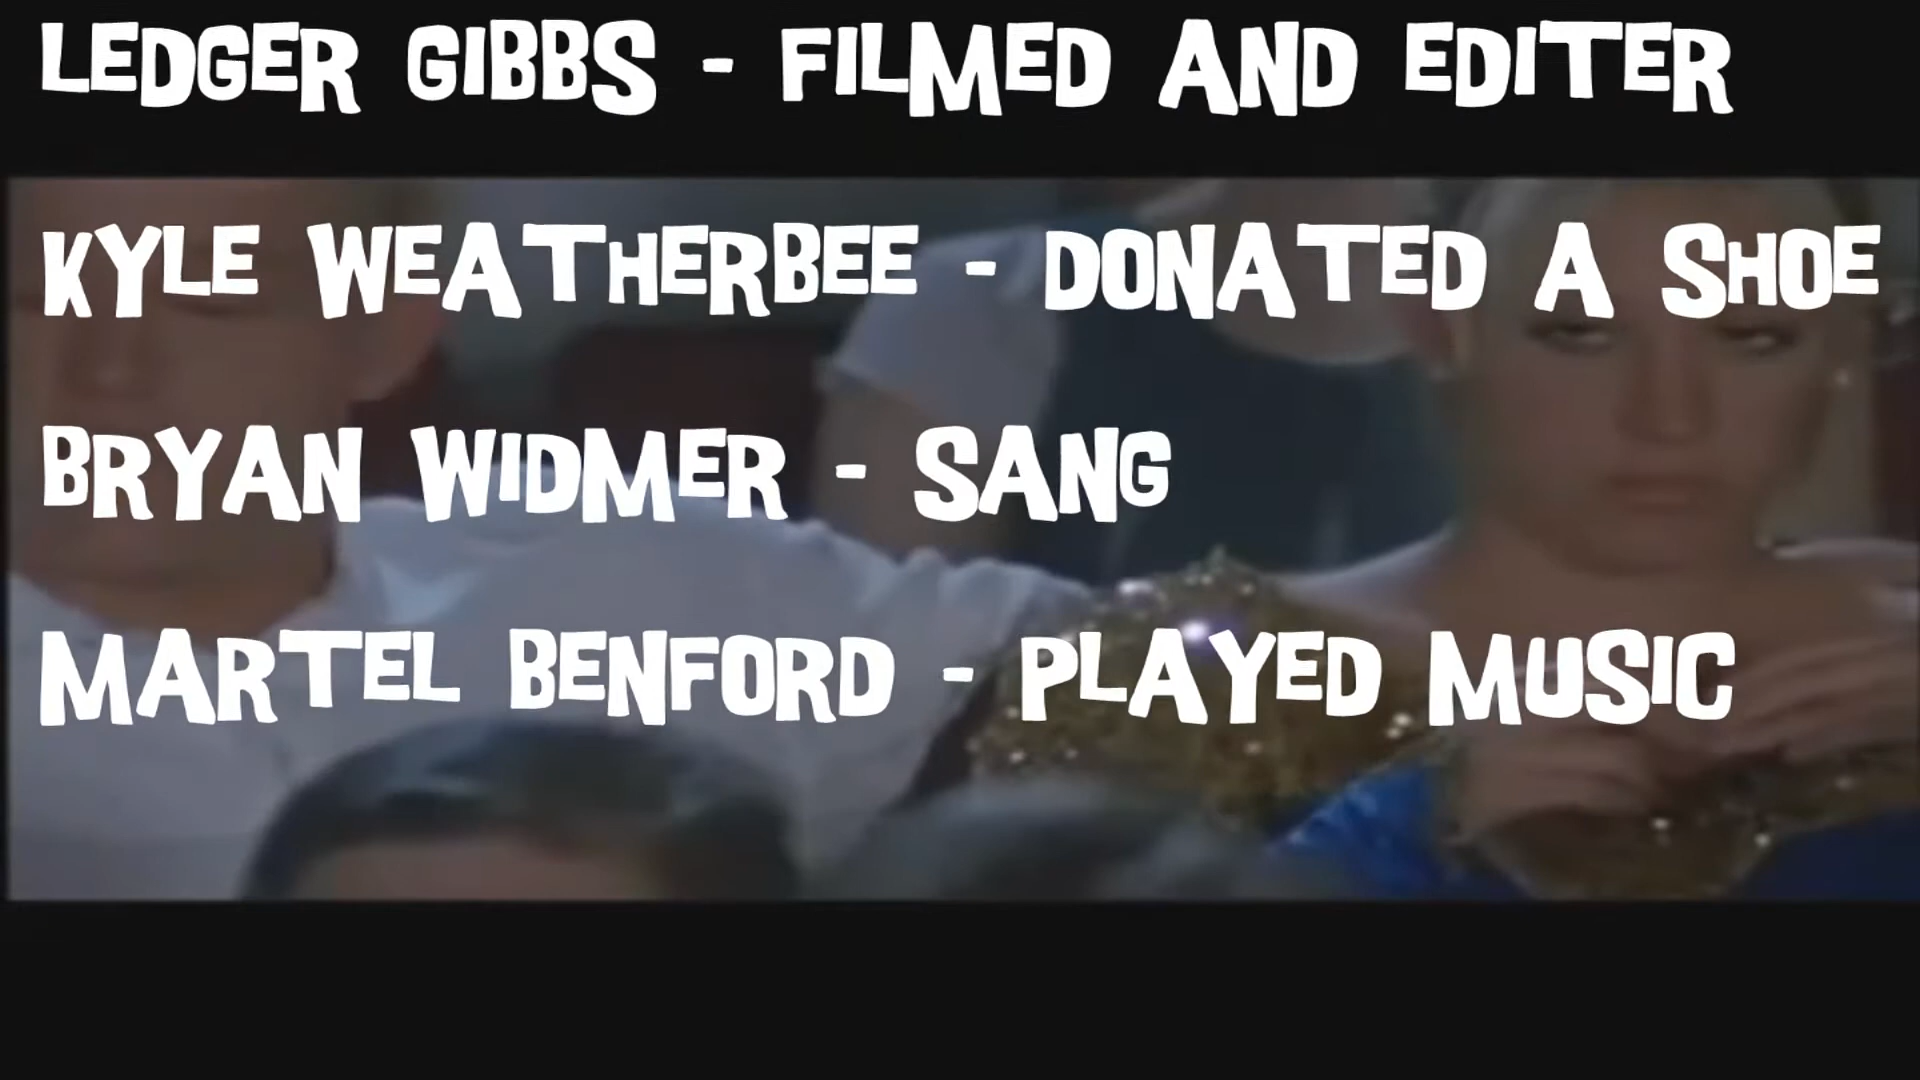 LEDGER GIBBS - FILMED AND EDITER
KYLE WEATHERBEE - DONATED A SHOE
BRYAN WIDMER - SANG
MARTEL BENFORD - PLAYED MUSIC